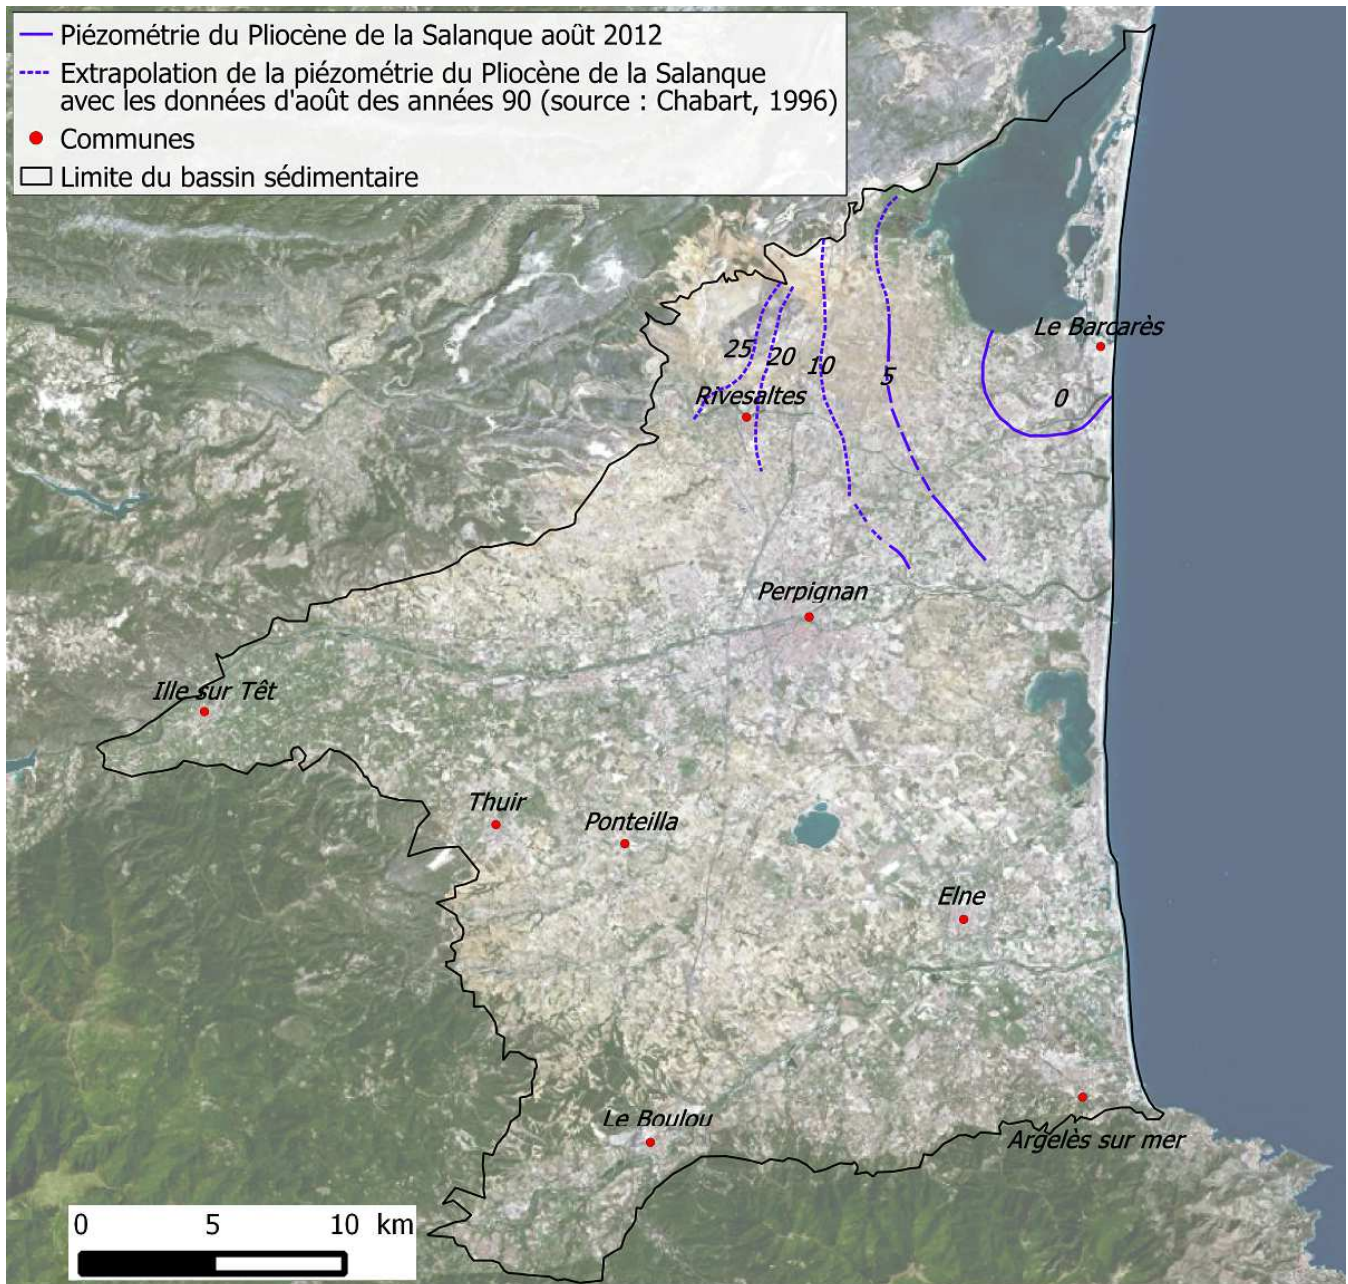 Piézométrie du Pliocène de la Salanque août 2012
Extrapolation de la piézométrie du Pliocène de la Salanque
avec les données d'août des années 90 (source : Chabart, 1996)
Communes
Limite du bassin sédimentaire
Le Barcarès
25
20
10
5
0
Rivesaltes
Perpignan
Ille sur Têt
Thuir
Ponteilla
Elne
Le Boulou
Argelès sur mer
0 5 10 km